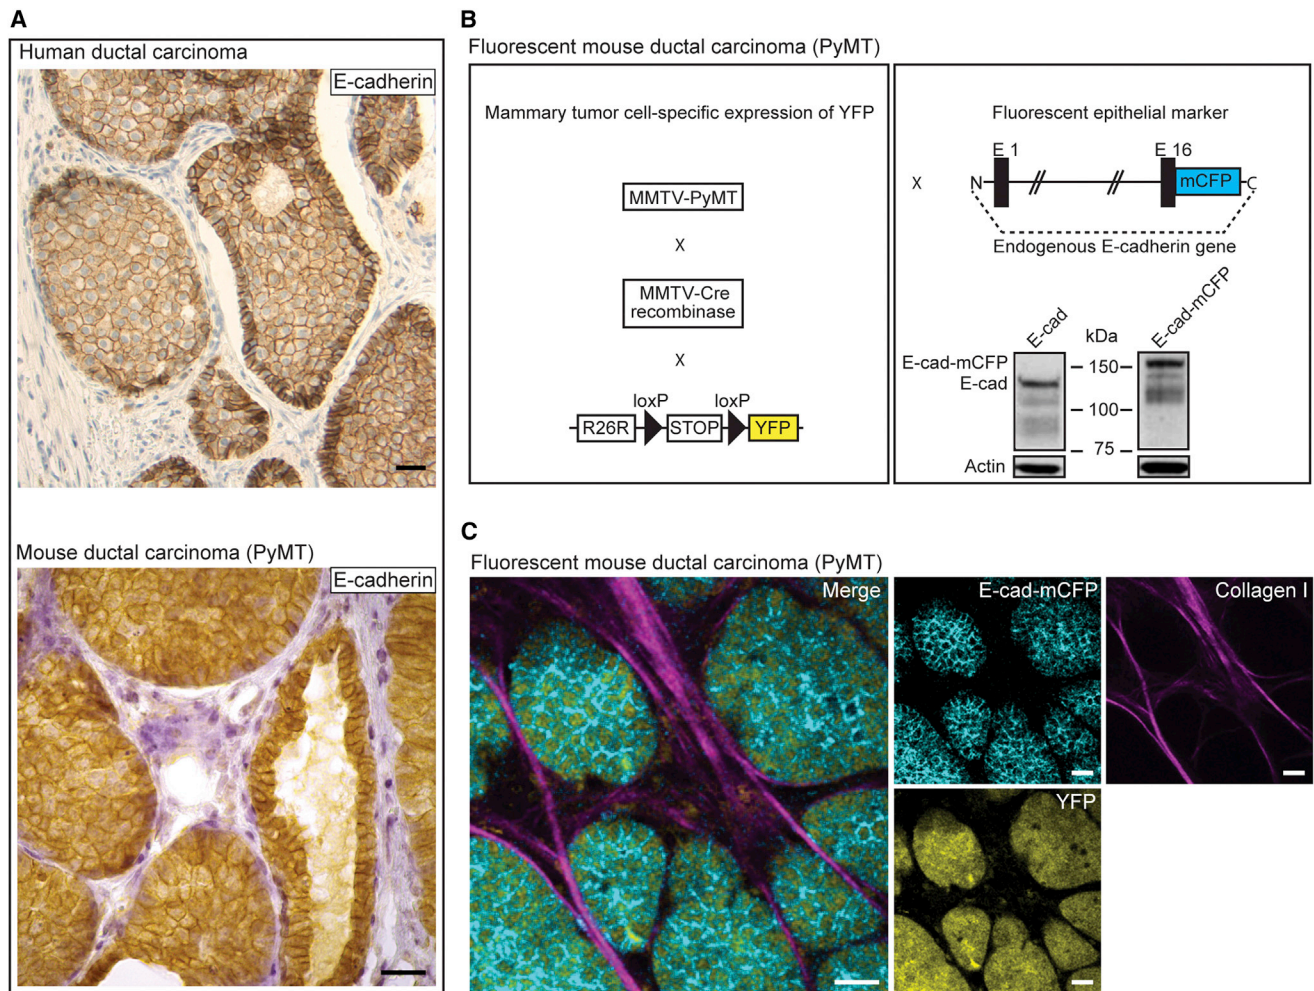 A
Human ductal carcinoma
E-cadherin
Mouse ductal carcinoma (PyMT)
E-cadherin
B
Fluorescent mouse ductal carcinoma (PyMT)
Mammary tumor cell-specific expression of YFP
MMTV-PyMT
X
MMTV-Cre
recombinase
X
loxP loxP
R26R STOP YFP
X
Fluorescent epithelial marker
E 1 E 16
N mCFP C
Endogenous E-cadherin gene
E-cad kDa E-cad-mCFP
E-cad-mCFP 150
E-cad
100
75
Actin
C
Fluorescent mouse ductal carcinoma (PyMT)
Merge
E-cad-mCFP
Collagen I
YFP